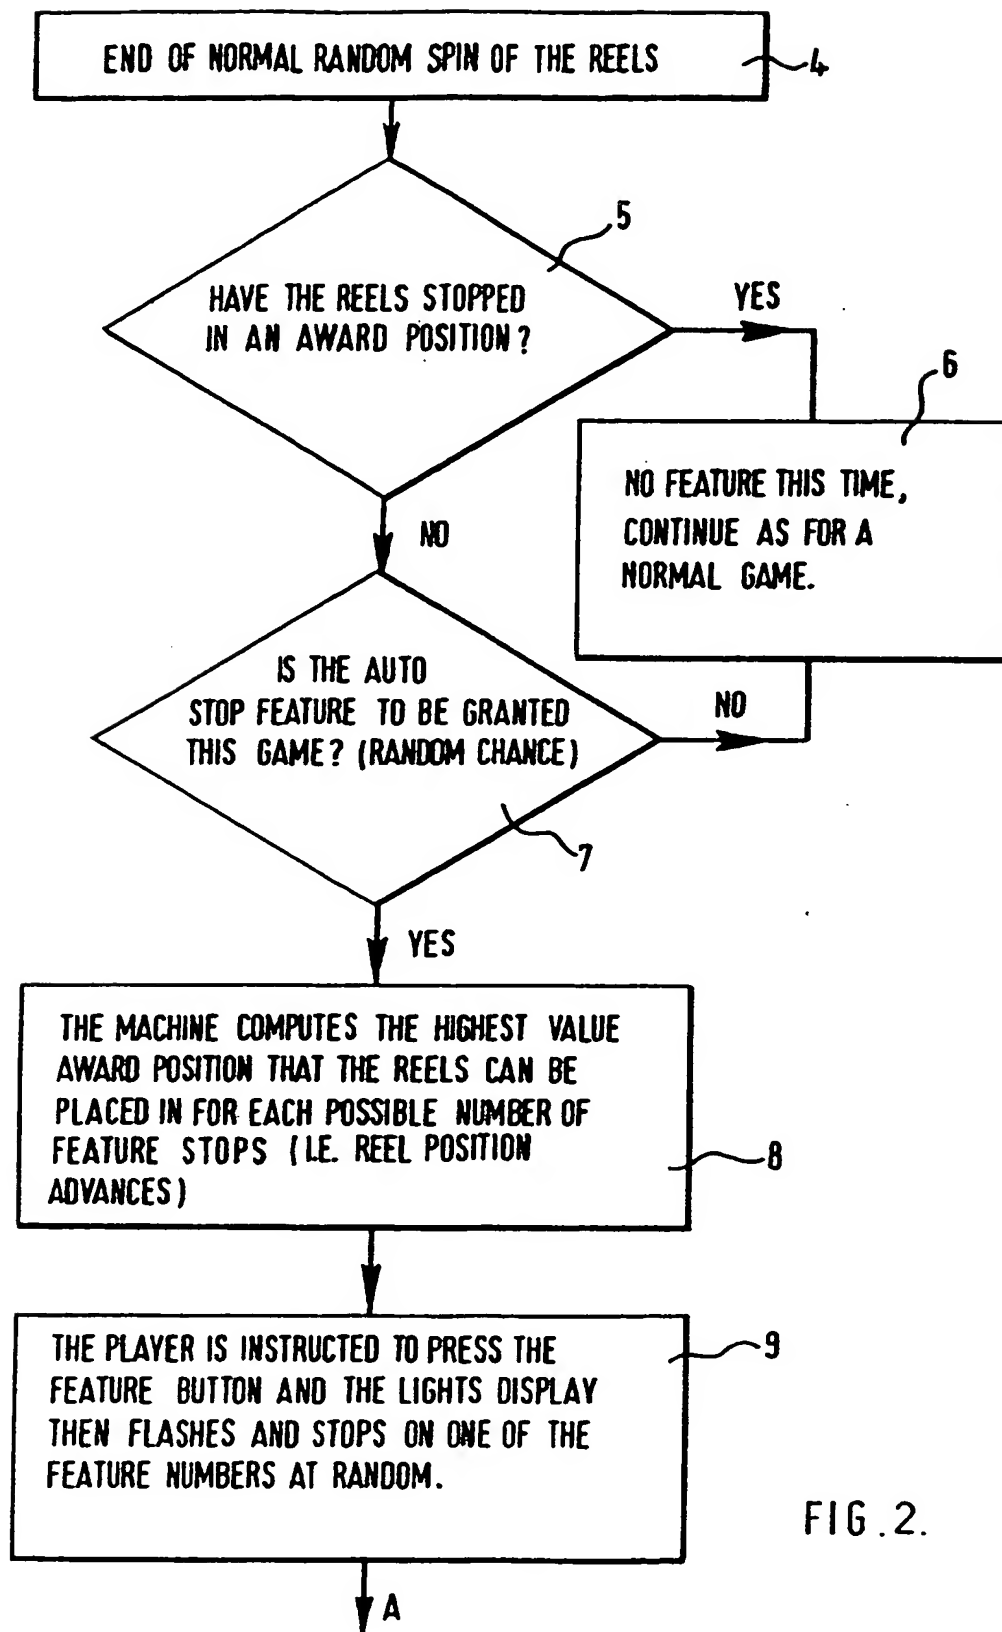 END OF NORMAL RANDOM SPIN OF THE REELS
4
5
HAVE THE REELS STOPPED
IN AN AWARD POSITION?
YES
6
NO FEATURE THIS TIME,
CONTINUE AS FOR A
NORMAL GAME.
NO
IS THE AUTO
STOP FEATURE TO BE GRANTED
THIS GAME? (RANDOM CHANCE)
NO
7
YES
THE MACHINE COMPUTES THE HIGHEST VALUE
AWARD POSITION THAT THE REELS CAN BE
PLACED IN FOR EACH POSSIBLE NUMBER OF
FEATURE STOPS (I.E. REEL POSITION
ADVANCES)
8
THE PLAYER IS INSTRUCTED TO PRESS THE
FEATURE BUTTON AND THE LIGHTS DISPLAY
THEN FLASHES AND STOPS ON ONE OF THE
FEATURE NUMBERS AT RANDOM.
9
FIG.2.
A